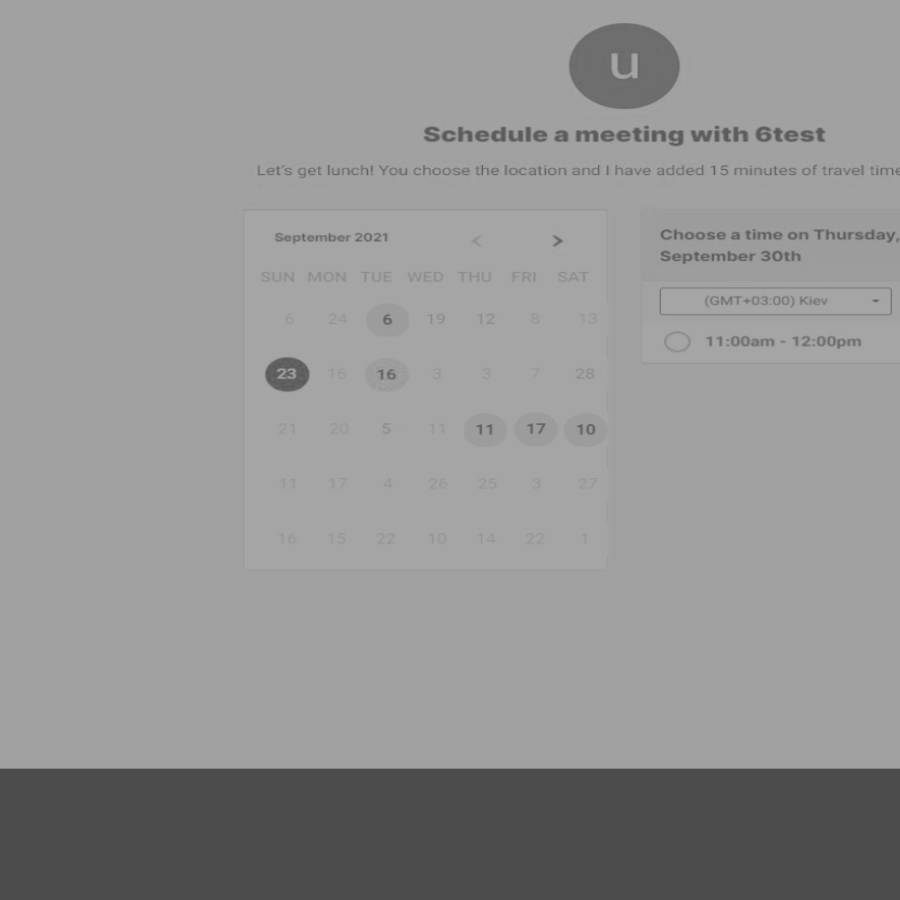 u
Schedule a meeting with 6test
Let's get lunch! You choose the location and I have added 15 minutes of travel time
September 2021 < >
SUN MON TUE WED THU FRI SAT
6 24 6 19 12 8 13
23 16 16 3 3 7 28
21 20 5 11 11 17 10
11 17 4 26 25 3 27
16 15 22 10 14 22 1
Choose a time on Thursday,
September 30th
(GMT+03:00) Kiev
11:00am - 12:00pm